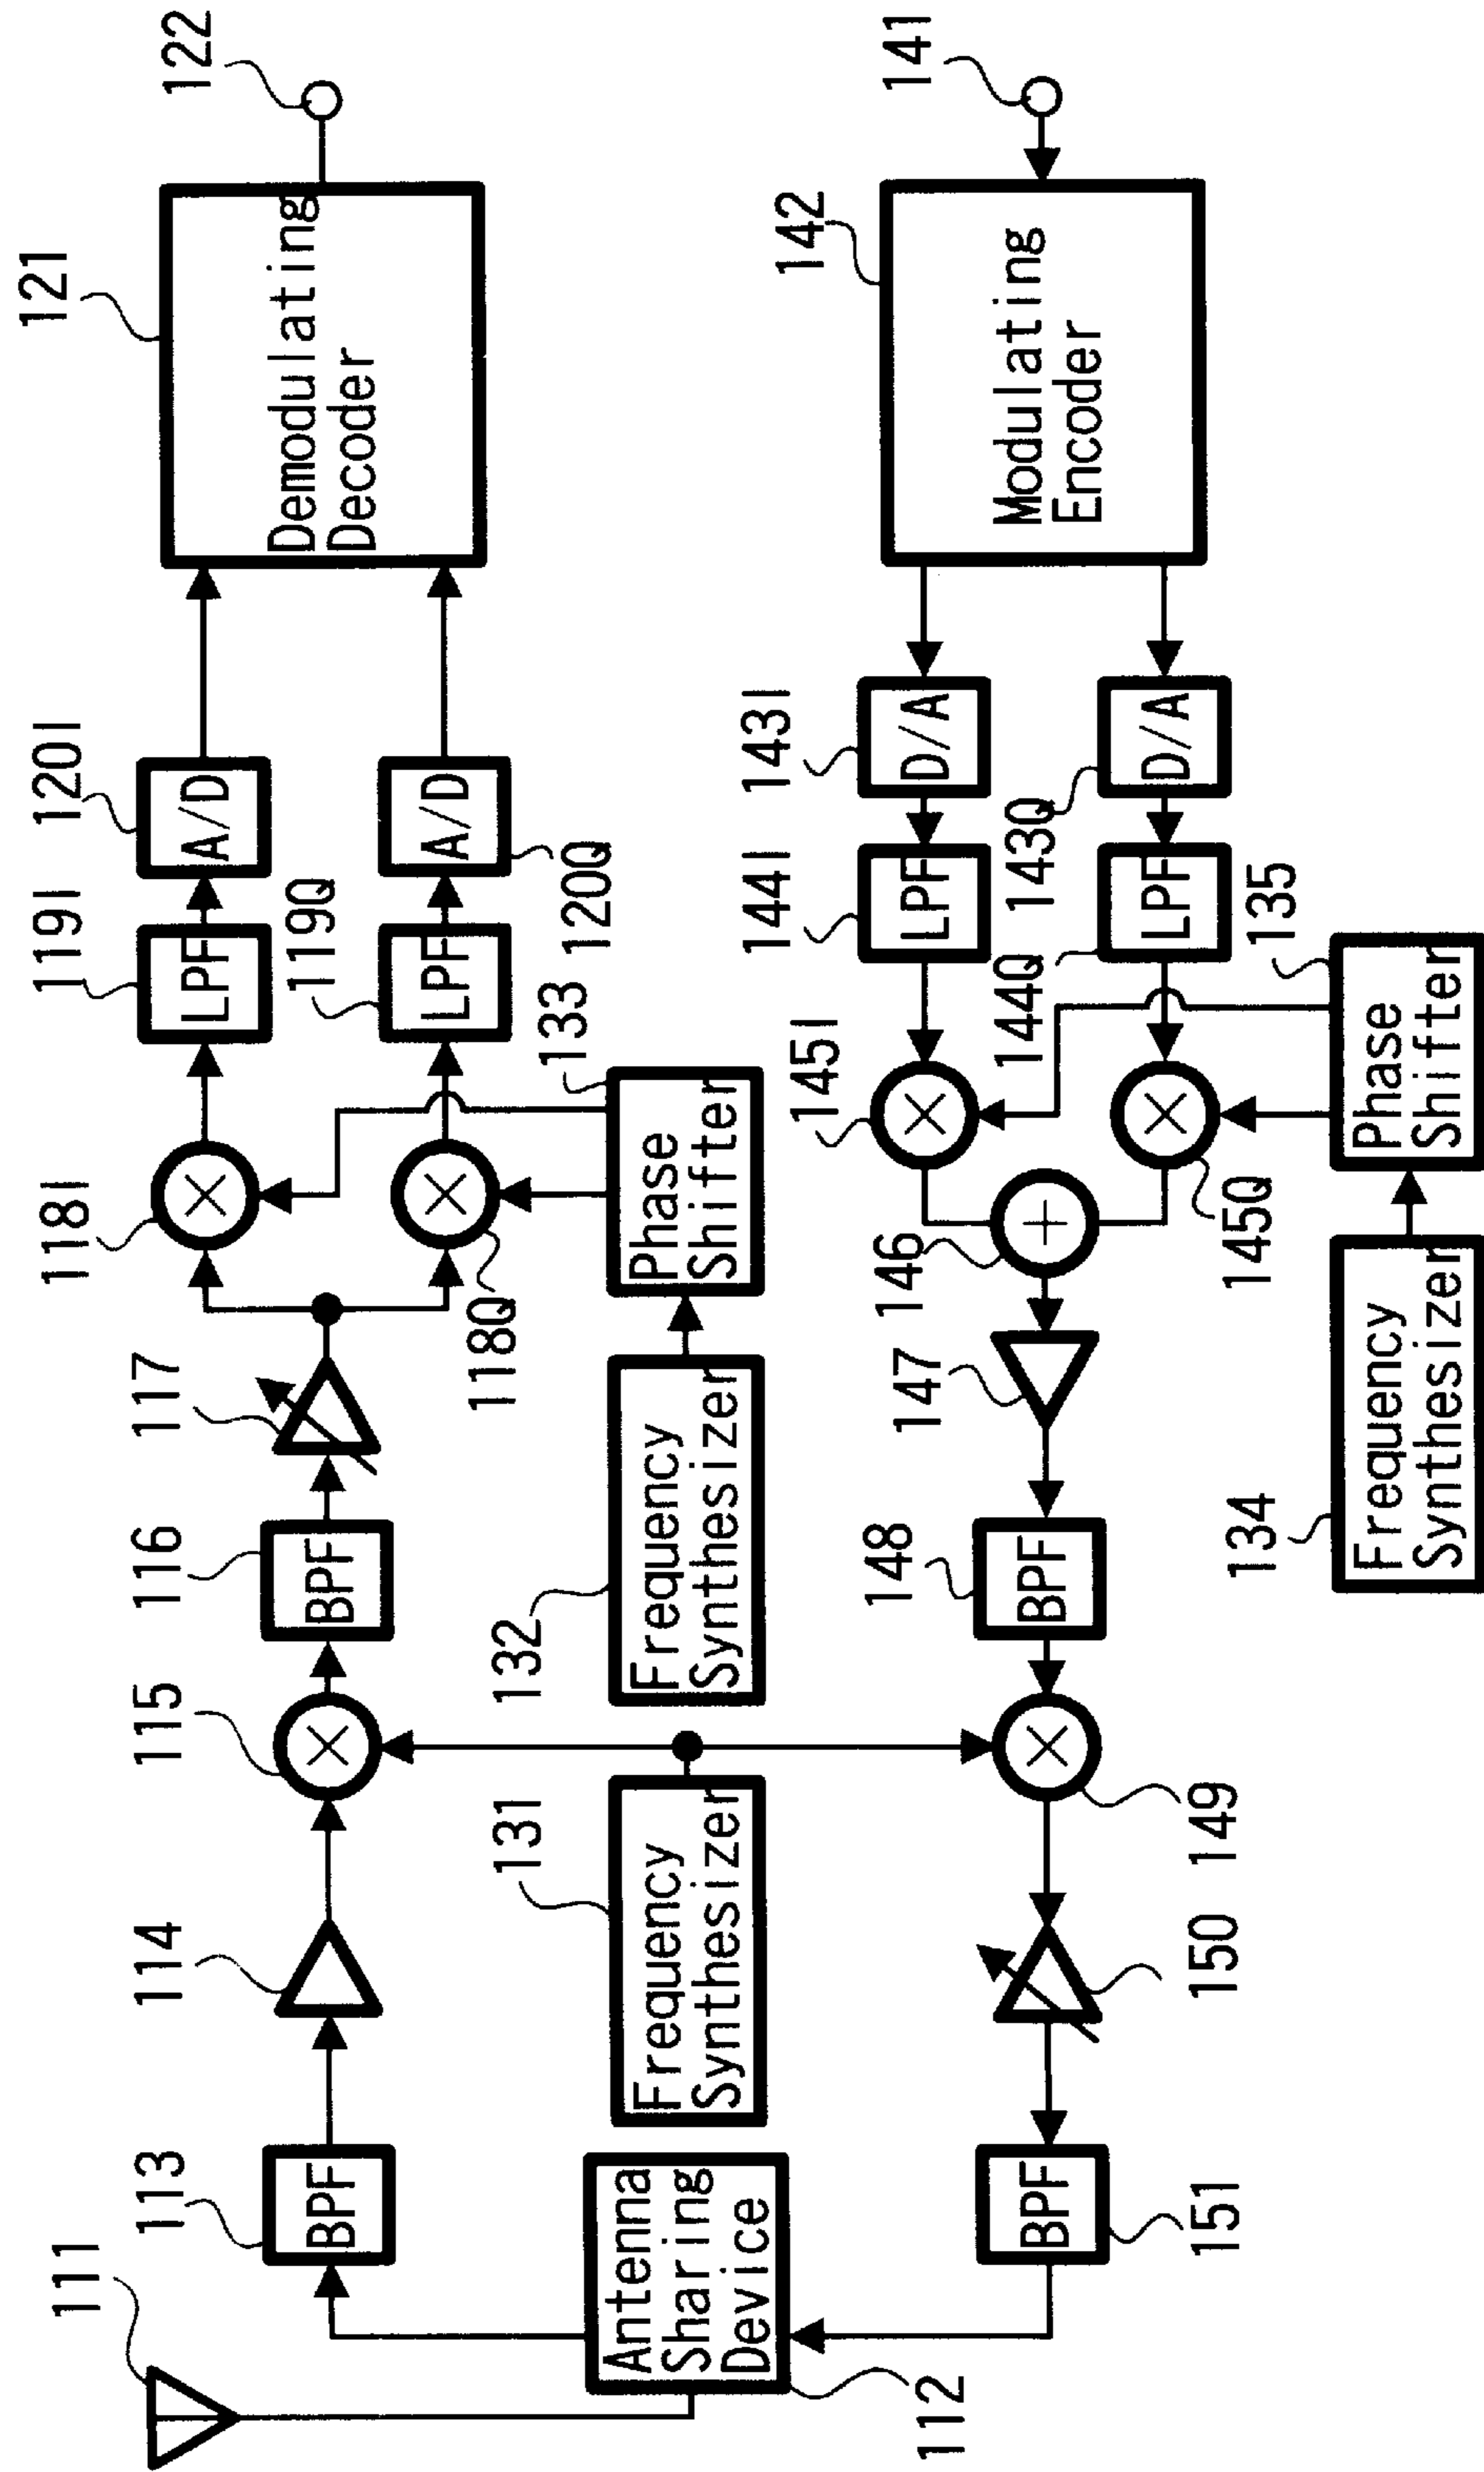 111
113
BPF
114
115
116
BPF
117
118I
118Q
119I
LPF
119Q
LPF
120I
A/D
120Q
A/D
121
Demodulating
Decoder
122
112
Antenna
Sharing
Device
131
Frequency
Synthesizer
132
Frequency
Synthesizer
133
Phase
Shifter
151
BPF
150
149
148
BPF
147
146
145I
145Q
144I
LPF
144Q
LPF
143I
D/A
143Q
D/A
142
Modulating
Encoder
141
134
Frequency
Synthesizer
135
Phase
Shifter